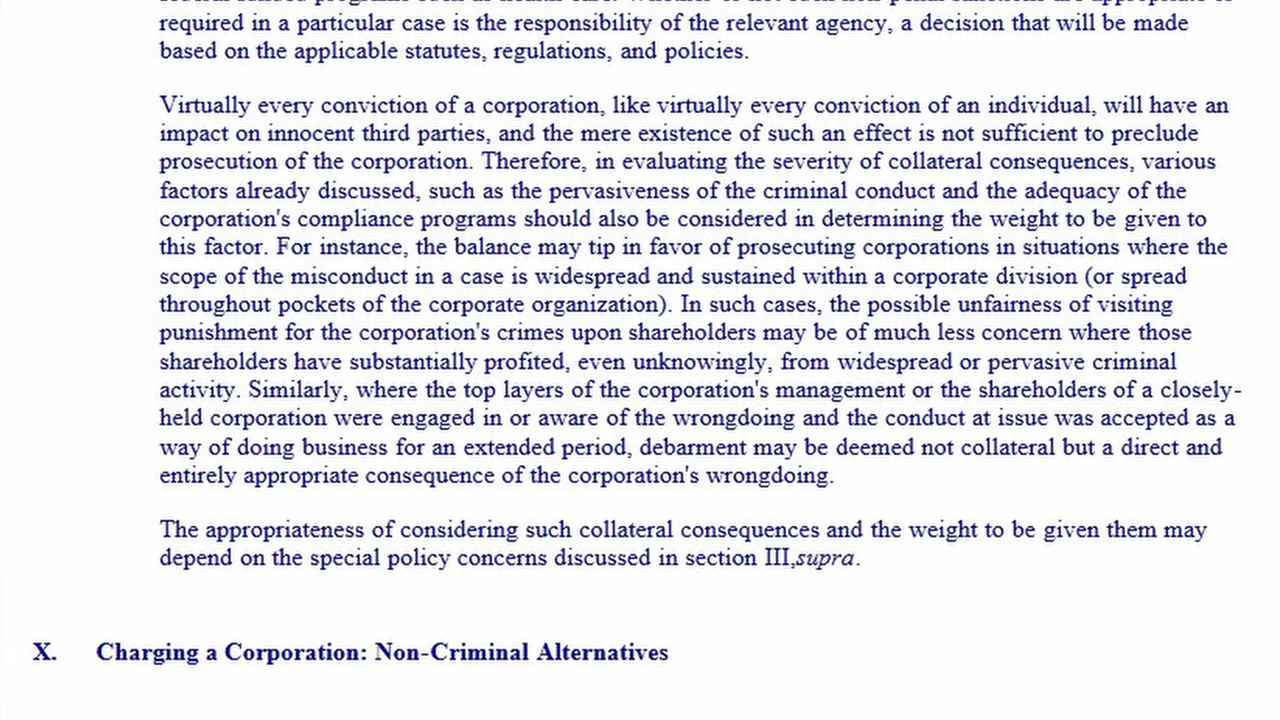 required in a particular case is the responsibility of the relevant agency, a decision that will be made
based on the applicable statutes, regulations, and policies.
Virtually every conviction of a corporation, like virtually every conviction of an individual, will have an
impact on innocent third parties, and the mere existence of such an effect is not sufficient to preclude
prosecution of the corporation. Therefore, in evaluating the severity of collateral consequences, various
factors already discussed, such as the pervasiveness of the criminal conduct and the adequacy of the
corporation's compliance programs should also be considered in determining the weight to be given to
this factor. For instance, the balance may tip in favor of prosecuting corporations in situations where the
scope of the misconduct in a case is widespread and sustained within a corporate division (or spread
throughout pockets of the corporate organization). In such cases, the possible unfairness of visiting
punishment for the corporation's crimes upon shareholders may be of much less concern where those
shareholders have substantially profited, even unknowingly, from widespread or pervasive criminal
activity. Similarly, where the top layers of the corporation's management or the shareholders of a closely-
held corporation were engaged in or aware of the wrongdoing and the conduct at issue was accepted as a
way of doing business for an extended period, debarment may be deemed not collateral but a direct and
entirely appropriate consequence of the corporation's wrongdoing.
The appropriateness of considering such collateral consequences and the weight to be given them may
depend on the special policy concerns discussed in section III,supra.
X. Charging a Corporation: Non-Criminal Alternatives